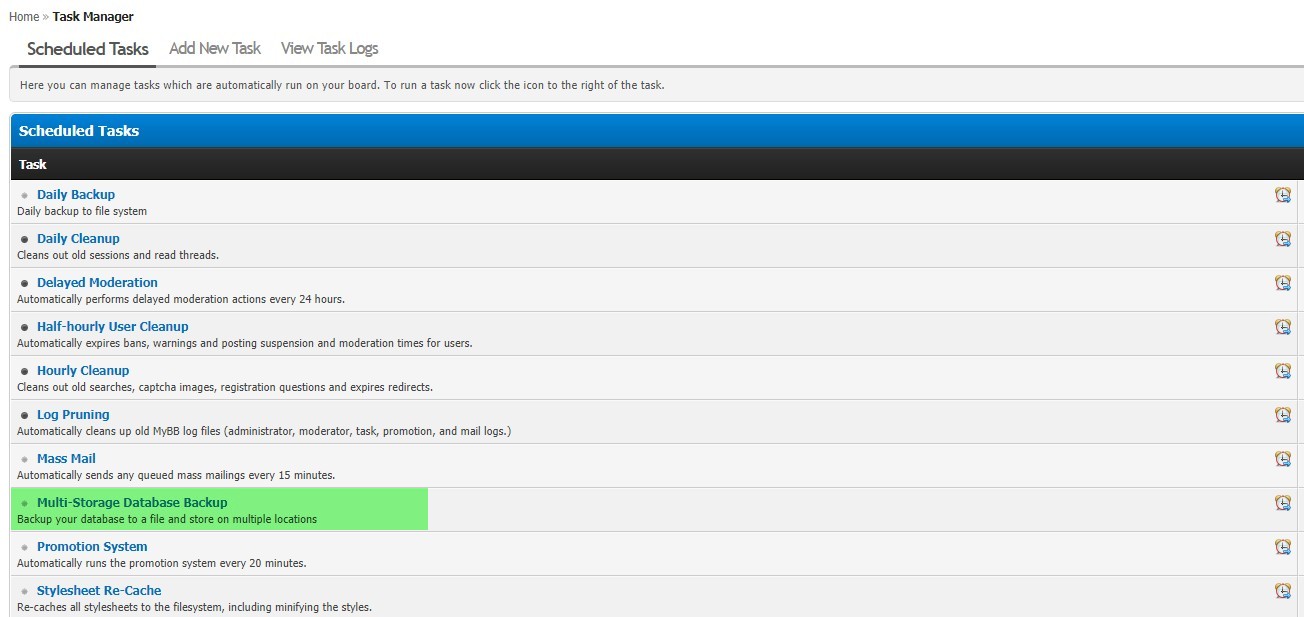 Home » Task Manager
Scheduled Tasks Add New Task View Task Logs
Here you can manage tasks which are automatically run on your board. To run a task now click the icon to the right of the task.
Scheduled Tasks
Task
Daily Backup
Daily backup to file system
Daily Cleanup
Cleans out old sessions and read threads.
Delayed Moderation
Automatically performs delayed moderation actions every 24 hours.
Half-hourly User Cleanup
Automatically expires bans, warnings and posting suspension and moderation times for users.
Hourly Cleanup
Cleans out old searches, captcha images, registration questions and expires redirects.
Log Pruning
Automatically cleans up old MyBB log files (administrator, moderator, task, promotion, and mail logs.)
Mass Mail
Automatically sends any queued mass mailings every 15 minutes.
Multi-Storage Database Backup
Backup your database to a file and store on multiple locations
Promotion System
Automatically runs the promotion system every 20 minutes.
Stylesheet Re-Cache
Re-caches all stylesheets to the filesystem, including minifying the styles.